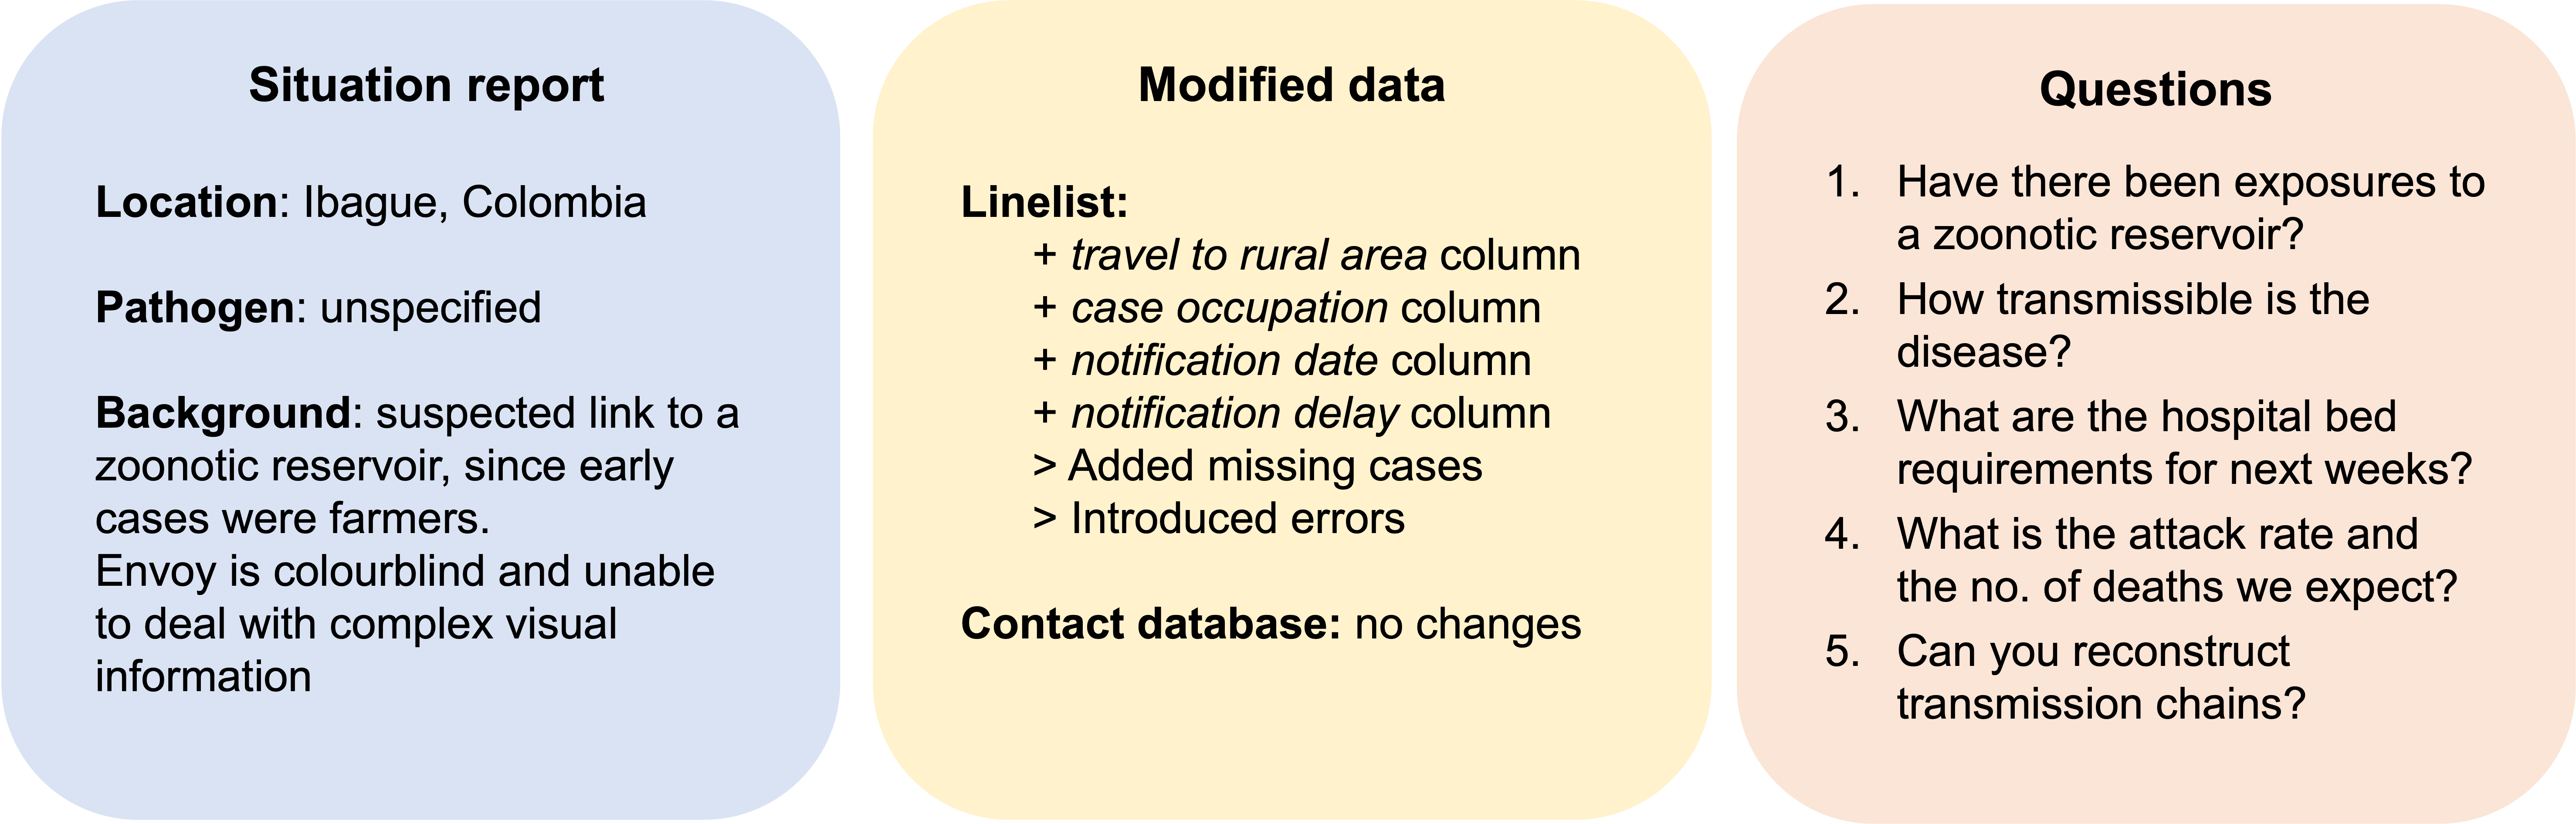 Situation report
Location: Ibague, Colombia
Pathogen: unspecified
Background: suspected link to a
zoonotic reservoir, since early
cases were farmers.
Envoy is colourblind and unable
to deal with complex visual
information
Modified data
Linelist:
+ travel to rural area column
+ case occupation column
+ notification date column
+ notification delay column
> Added missing cases
> Introduced errors
Contact database: no changes
Questions
1. Have there been exposures to
a zoonotic reservoir?
2. How transmissible is the
disease?
3. What are the hospital bed
requirements for next weeks?
4. What is the attack rate and
the no. of deaths we expect?
5. Can you reconstruct
transmission chains?